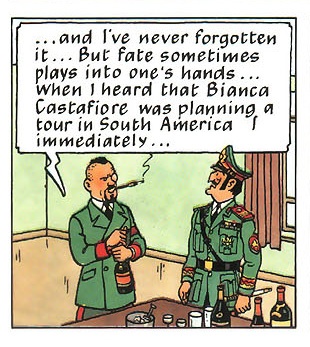 ...and I've never forgotten
it... But fate sometimes
plays into one's hands...
When I heard that Bianca
Castafiore was planning a
tour in South America I
immediately...